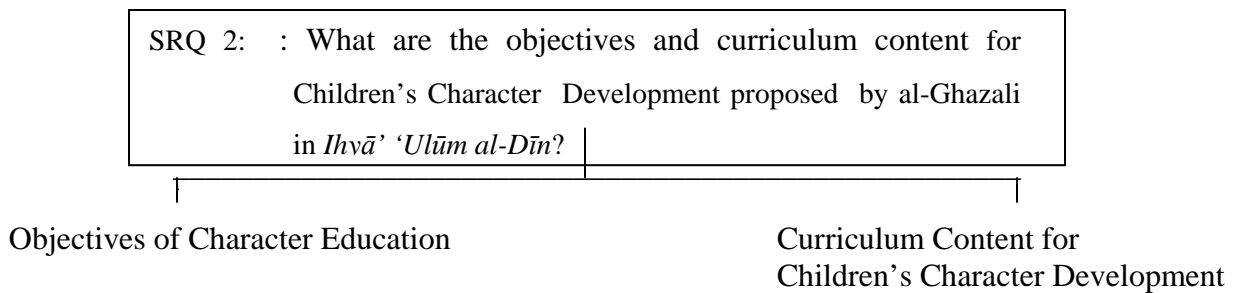 SRQ 2: : What are the objectives and curriculum content for
Children's Character Development proposed by al-Ghazali
in Ihvā' 'Ulūm al-Dīn?
Objectives of Character Education
Curriculum Content for
Children's Character Development